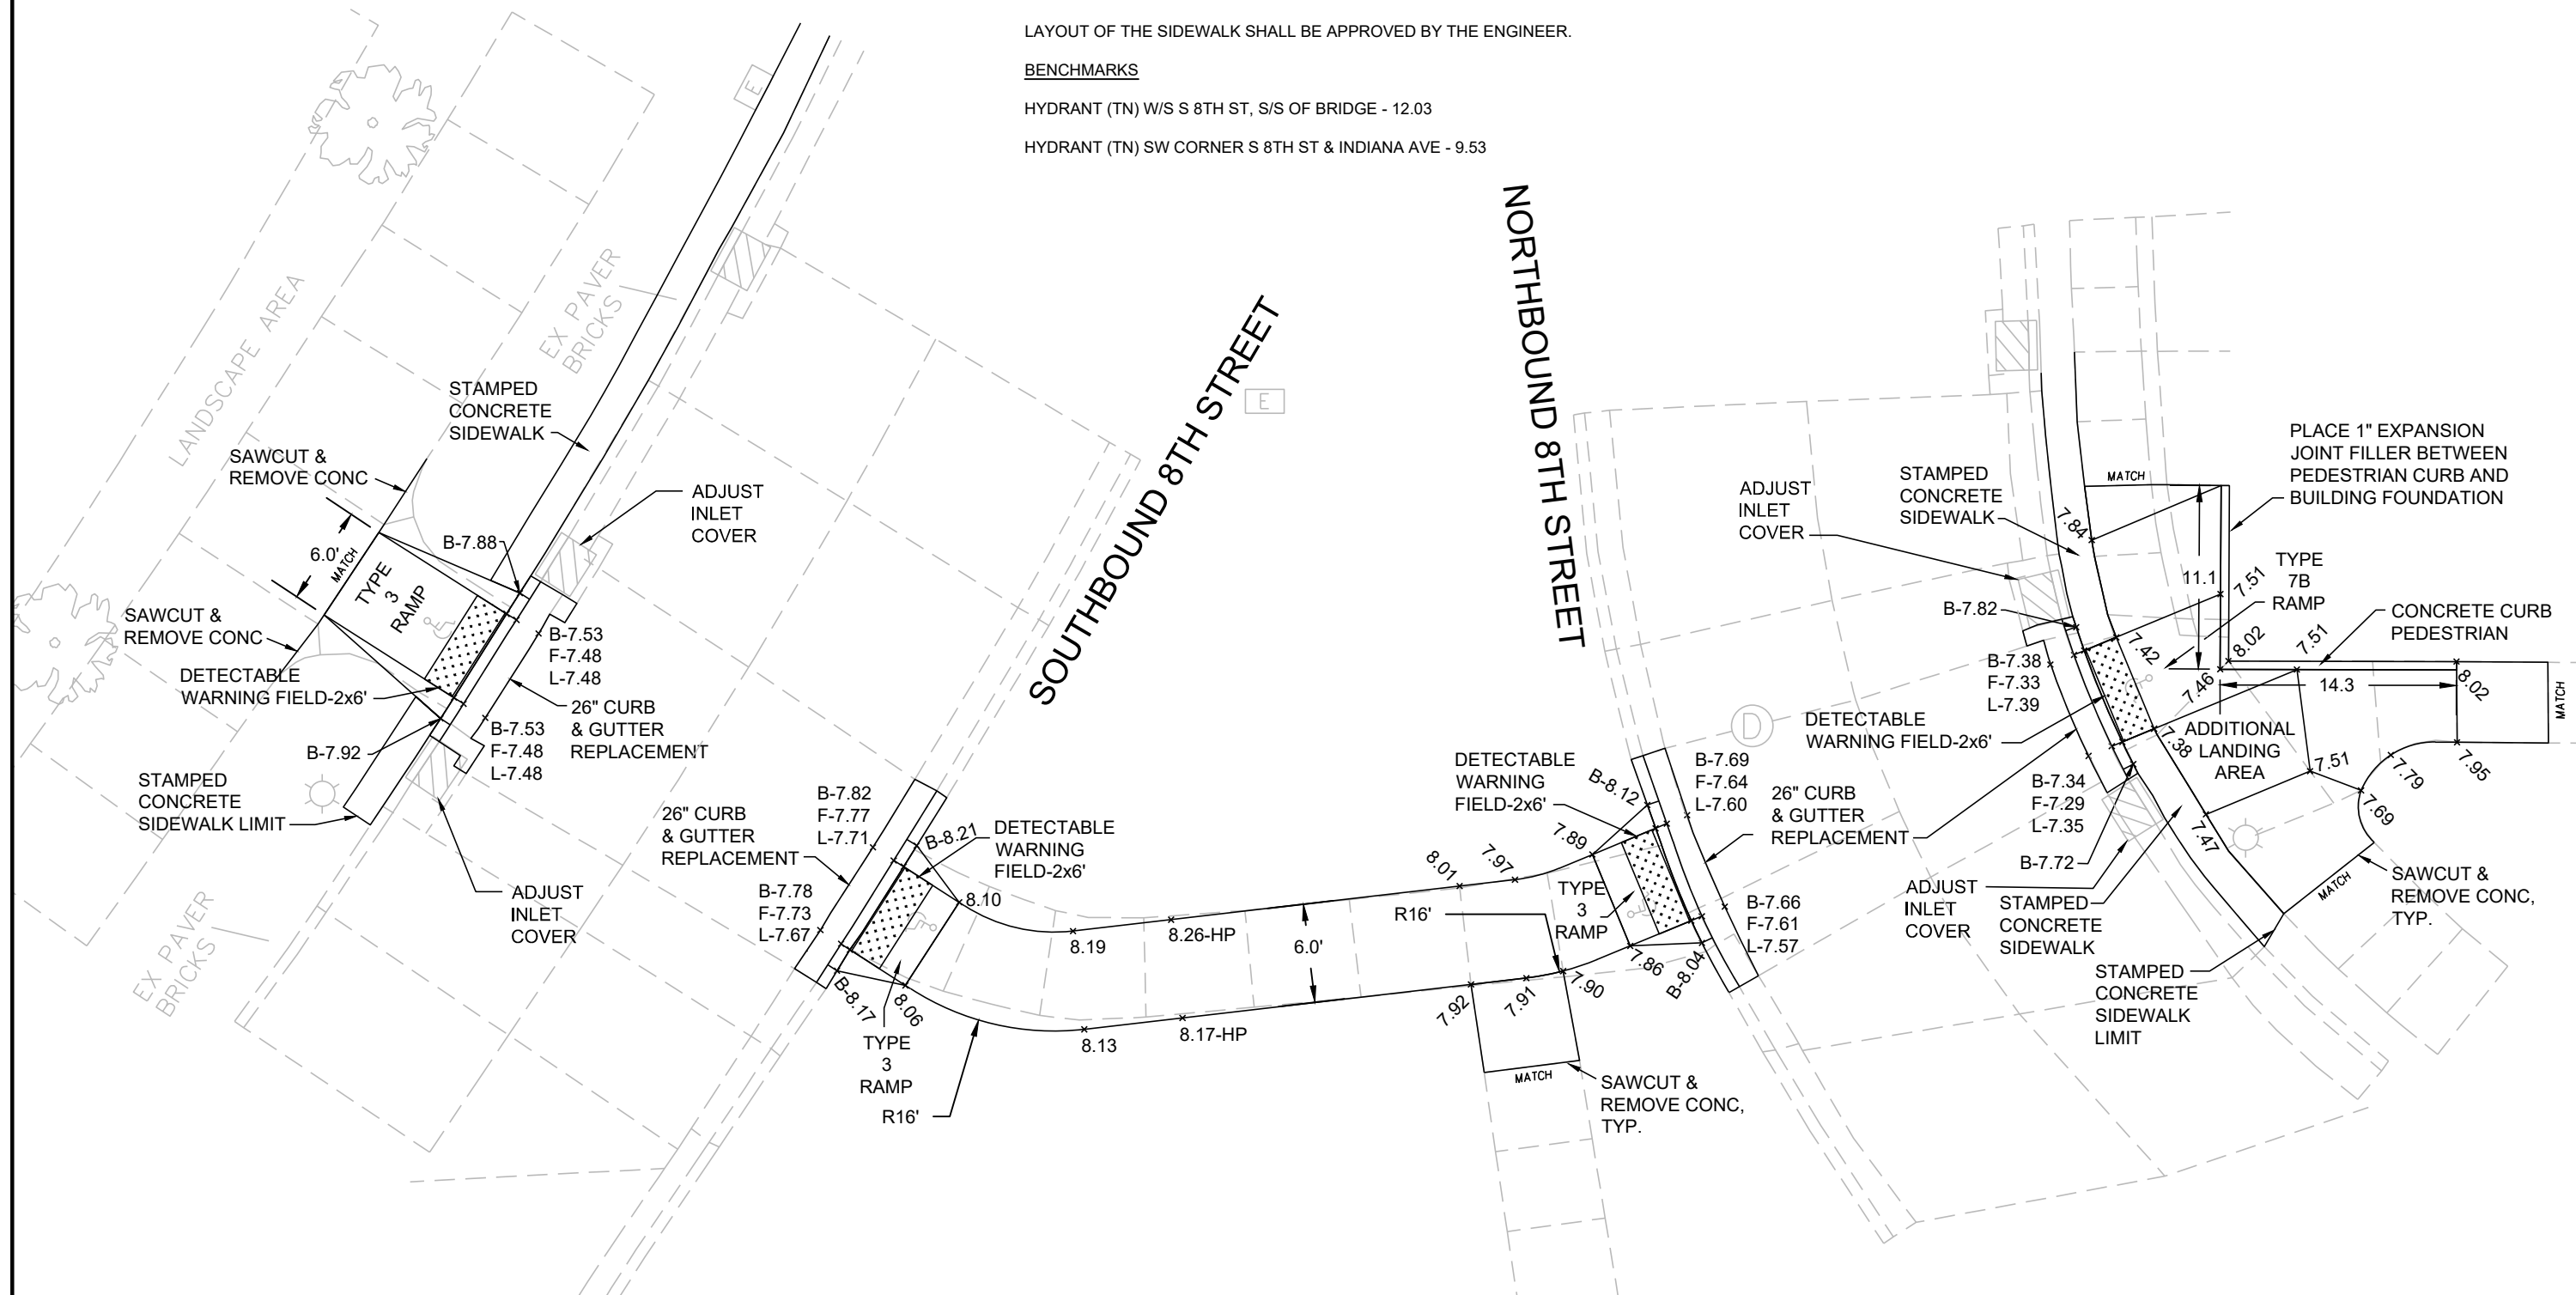 LAYOUT OF THE SIDEWALK SHALL BE APPROVED BY THE ENGINEER.
BENCHMARKS
HYDRANT (TN) W/S S 8TH ST, S/S OF BRIDGE - 12.03
HYDRANT (TN) SW CORNER S 8TH ST & INDIANA AVE - 9.53
E
LANDSCAPE AREA
EX PAVER
BRICKS
STAMPED
CONCRETE
SIDEWALK
SAWCUT &
REMOVE CONC
ADJUST
INLET
COVER
B-7.88
6.0'
MATCH
TYPE
3
RAMP
SAWCUT &
REMOVE CONC
DETECTABLE
WARNING FIELD-2x6'
B-7.53
F-7.48
L-7.48
26" CURB
& GUTTER
REPLACEMENT
B-7.53
F-7.48
L-7.48
B-7.92
STAMPED
CONCRETE
SIDEWALK LIMIT
ADJUST
INLET
COVER
EX PAVER
BRICKS
SOUTHBOUND 8TH STREET
E
NORTHBOUND 8TH STREET
26" CURB
& GUTTER
REPLACEMENT
B-7.82
F-7.77
L-7.71
B-7.78
F-7.73
L-7.67
B-8.21
DETECTABLE
WARNING
FIELD-2x6'
8.10
B-8.17
8.06
TYPE
3
RAMP
R16'
8.19
8.26-HP
8.13
8.17-HP
6.0'
8.01
7.97
7.89
R16'
7.92
7.91
7.90
MATCH
SAWCUT &
REMOVE CONC,
TYP.
DETECTABLE
WARNING
FIELD-2x6'
TYPE
3
RAMP
B-8.12
7.86
B-8.04
B-7.69
F-7.64
L-7.60
26" CURB
& GUTTER
REPLACEMENT
B-7.66
F-7.61
L-7.57
D
ADJUST
INLET
COVER
STAMPED
CONCRETE
SIDEWALK
MATCH
PLACE 1" EXPANSION
JOINT FILLER BETWEEN
PEDESTRIAN CURB AND
BUILDING FOUNDATION
7.84
11.1
7.51
TYPE
7B
RAMP
B-7.82
7.42
8.02
7.51
CONCRETE CURB
PEDESTRIAN
B-7.38
F-7.33
L-7.39
7.46
14.3
8.02
MATCH
DETECTABLE
WARNING FIELD-2x6'
7.38
ADDITIONAL
LANDING
AREA
7.51
7.79
7.95
B-7.34
F-7.29
L-7.35
7.69
7.47
B-7.72
ADJUST
INLET
COVER
STAMPED
CONCRETE
SIDEWALK
MATCH
SAWCUT &
REMOVE CONC,
TYP.
STAMPED
CONCRETE
SIDEWALK
LIMIT